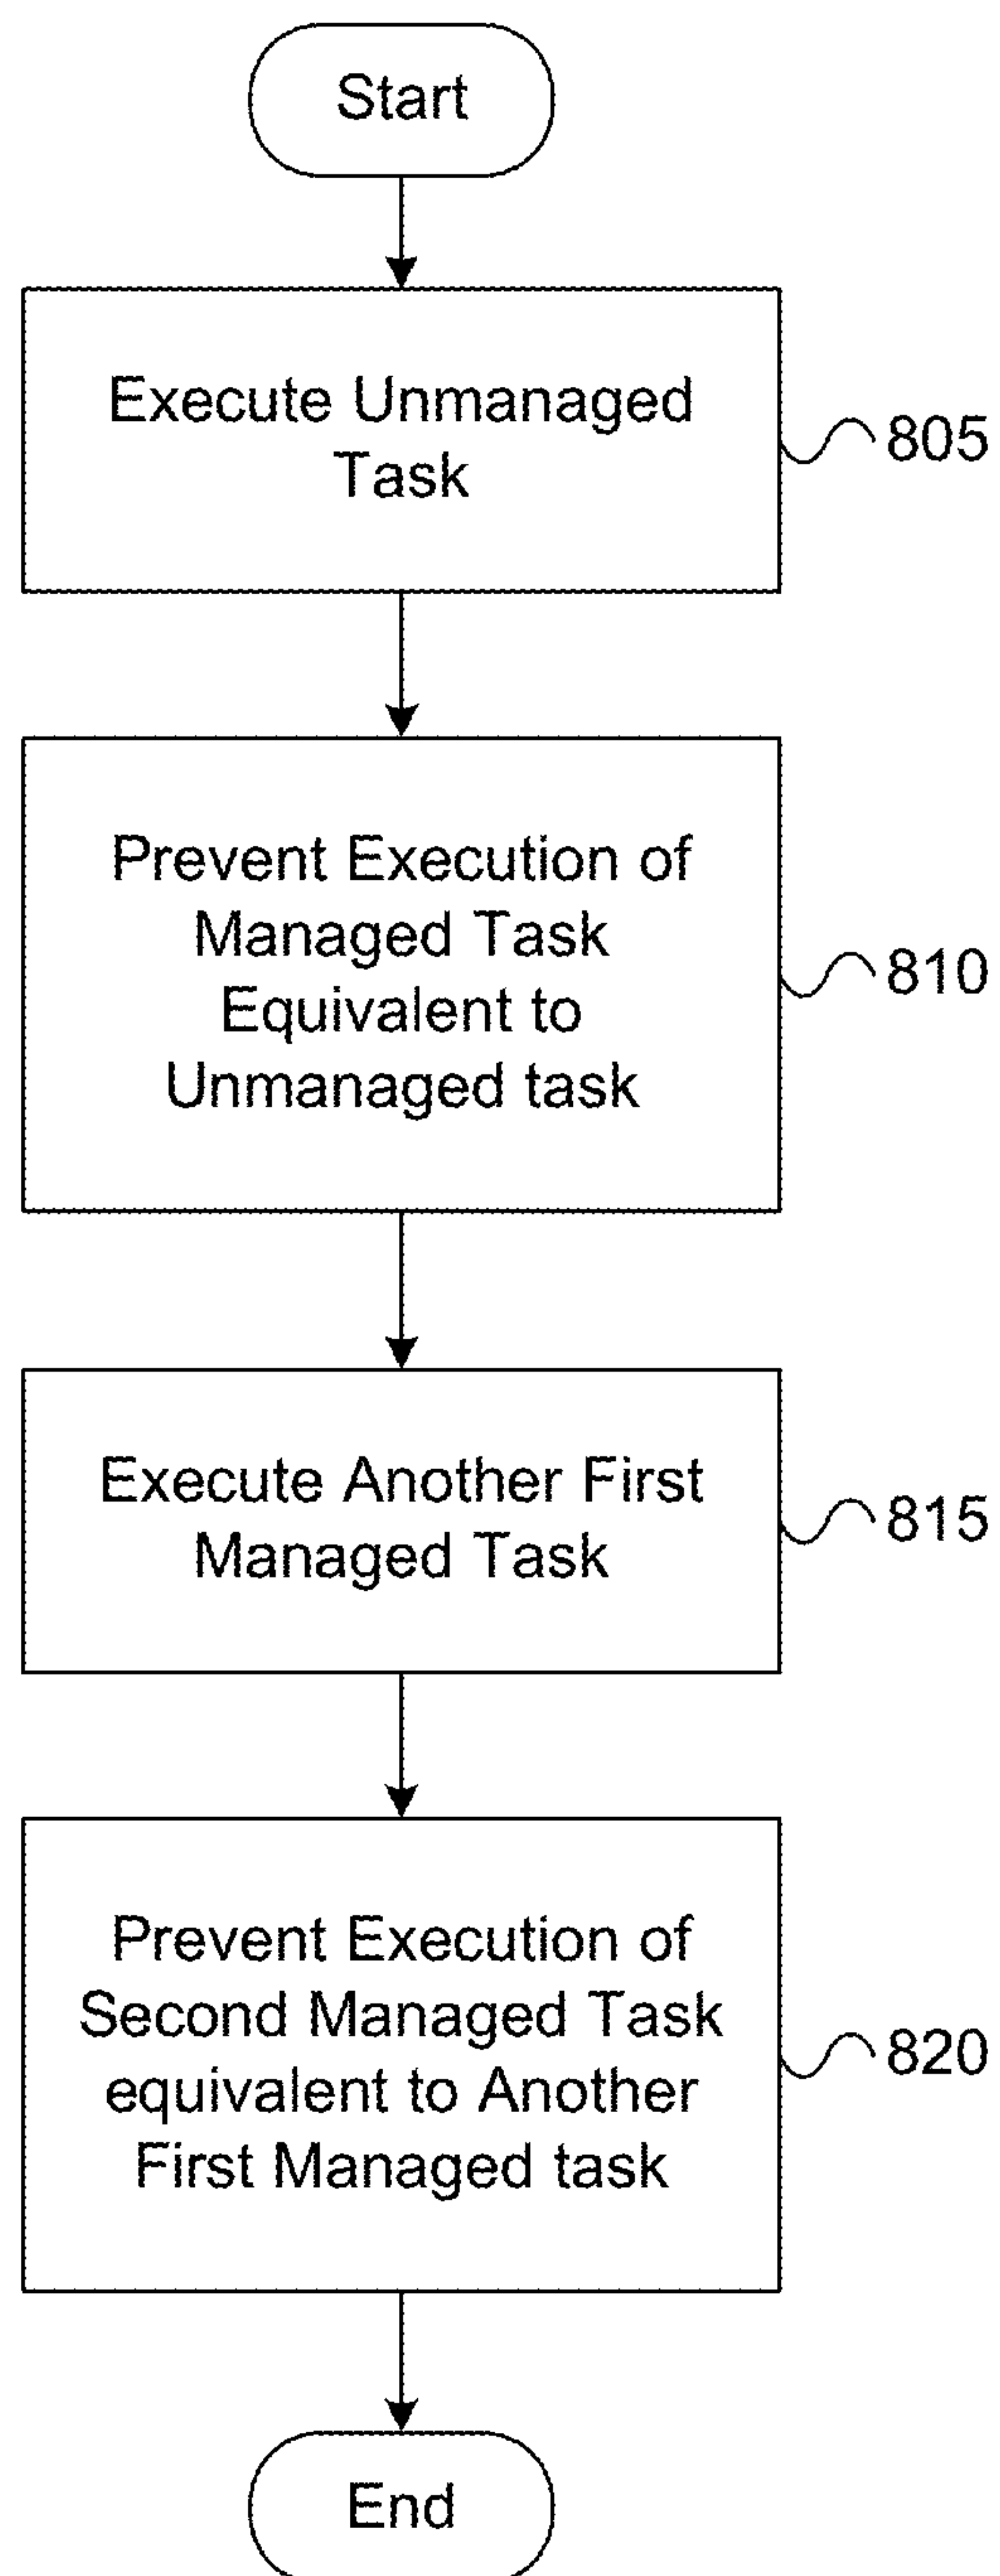 Start
Execute Unmanaged
Task
805
Prevent Execution of
Managed Task
Equivalent to
Unmanaged task
810
Execute Another First
Managed Task
815
Prevent Execution of
Second Managed Task
equivalent to Another
First Managed task
820
End